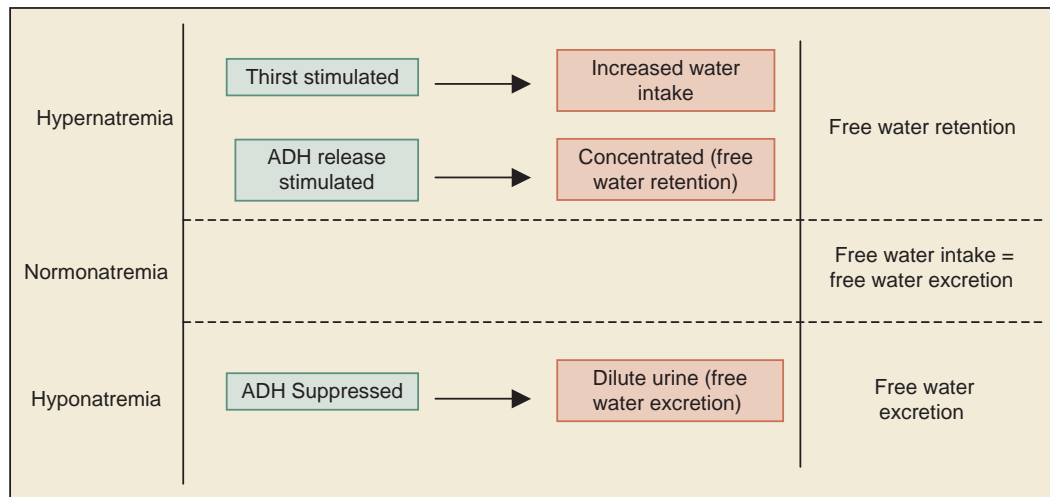 Hypernatremia
Thirst stimulated
Increased water
intake
ADH release
stimulated
Concentrated (free
water retention)
Free water retention
Normonatremia
Free water intake =
free water excretion
Hyponatremia
ADH Suppressed
Dilute urine (free
water excretion)
Free water
excretion